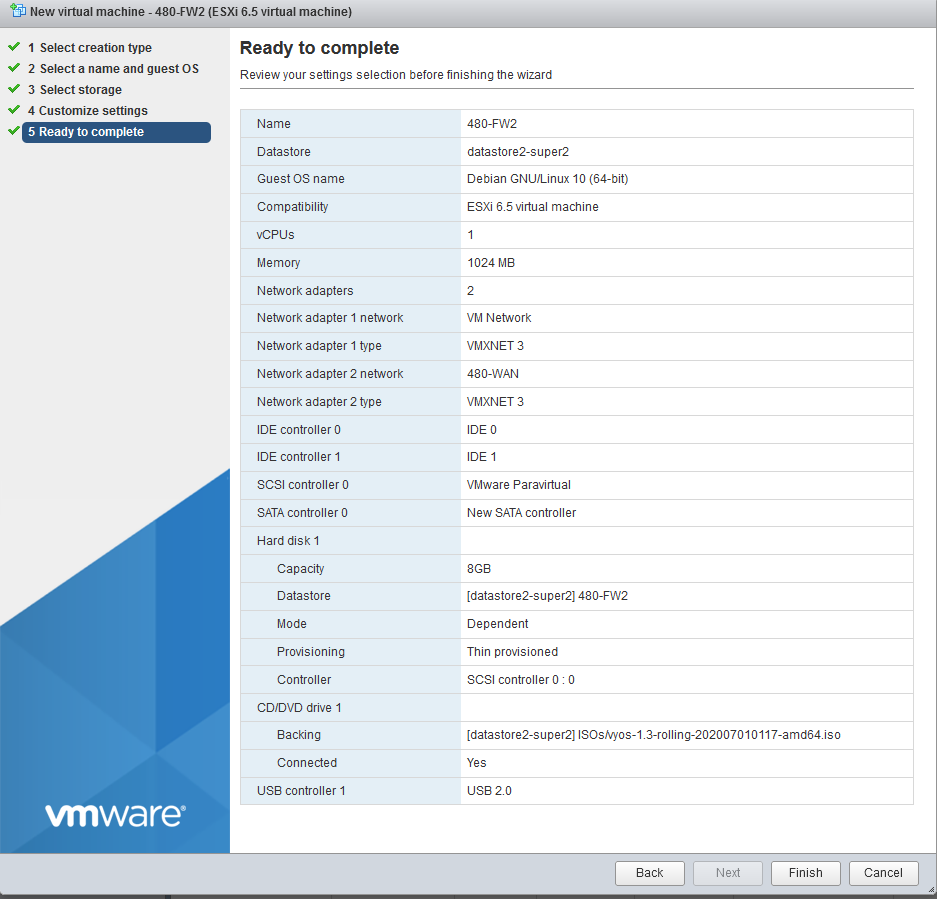 New virtual machine - 480-FW2 (ESXi 6.5 virtual machine)
1 Select creation type
2 Select a name and guest OS
3 Select storage
4 Customize settings
5 Ready to complete
vmware®
Ready to complete
Review your settings selection before finishing the wizard
Name 480-FW2
Datastore datastore2-super2
Guest OS name Debian GNU/Linux 10 (64-bit)
Compatibility ESXi 6.5 virtual machine
vCPUs 1
Memory 1024 MB
Network adapters 2
Network adapter 1 network VM Network
Network adapter 1 type VMXNET 3
Network adapter 2 network 480-WAN
Network adapter 2 type VMXNET 3
IDE controller 0 IDE 0
IDE controller 1 IDE 1
SCSI controller 0 VMware Paravirtual
SATA controller 0 New SATA controller
Hard disk 1
Capacity 8GB
Datastore [datastore2-super2] 480-FW2
Mode Dependent
Provisioning Thin provisioned
Controller SCSI controller 0 : 0
CD/DVD drive 1
Backing [datastore2-super2] ISOs/vyos-1.3-rolling-202007010117-amd64.iso
Connected Yes
USB controller 1 USB 2.0
Back Next Finish Cancel